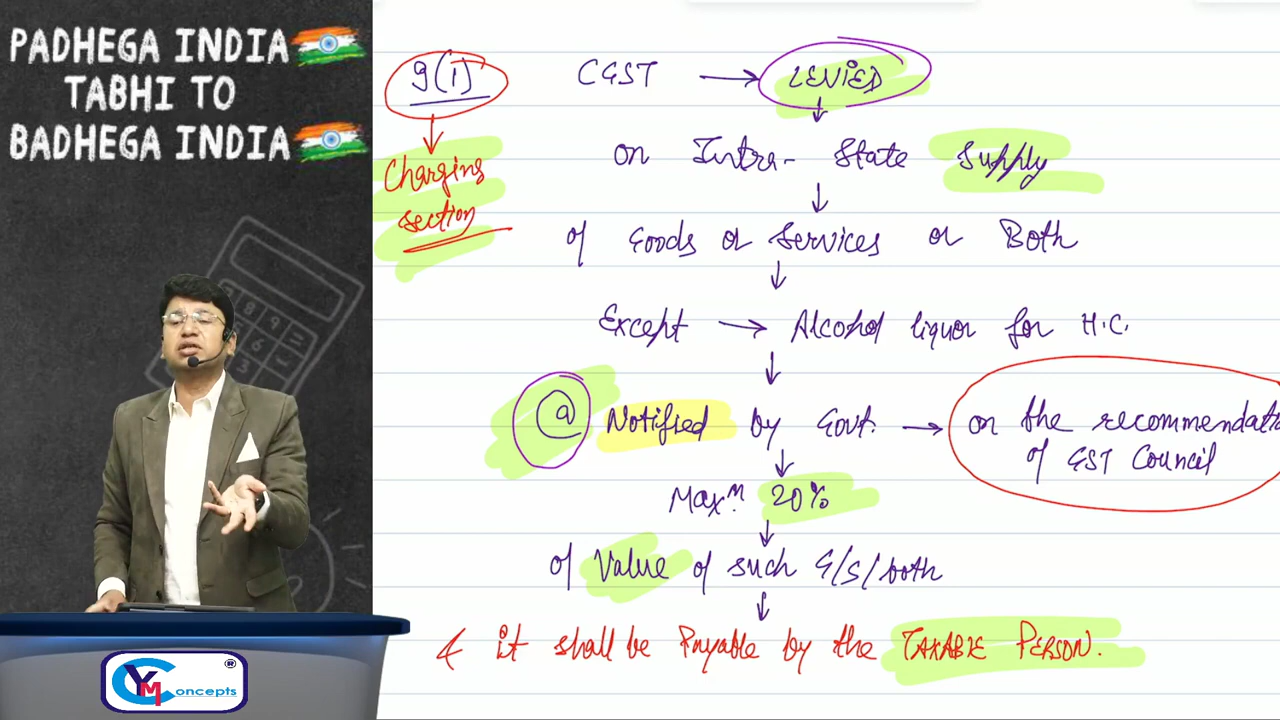 PADHEGA INDIA
TABHI TO
BADHEGA INDIA
9(1)
Charging
section
CGST → LEVIED
on Intra- State Supply
of Goods or Services or Both
Except → Alcohol liquor for H.C.
@ Notified by Govt. → on the recommendati
of GST Council
Maxm. 20%
of Value of such G/S/both
& it shall be Payable by the TAXABLE PERSON.
YM Concepts ®